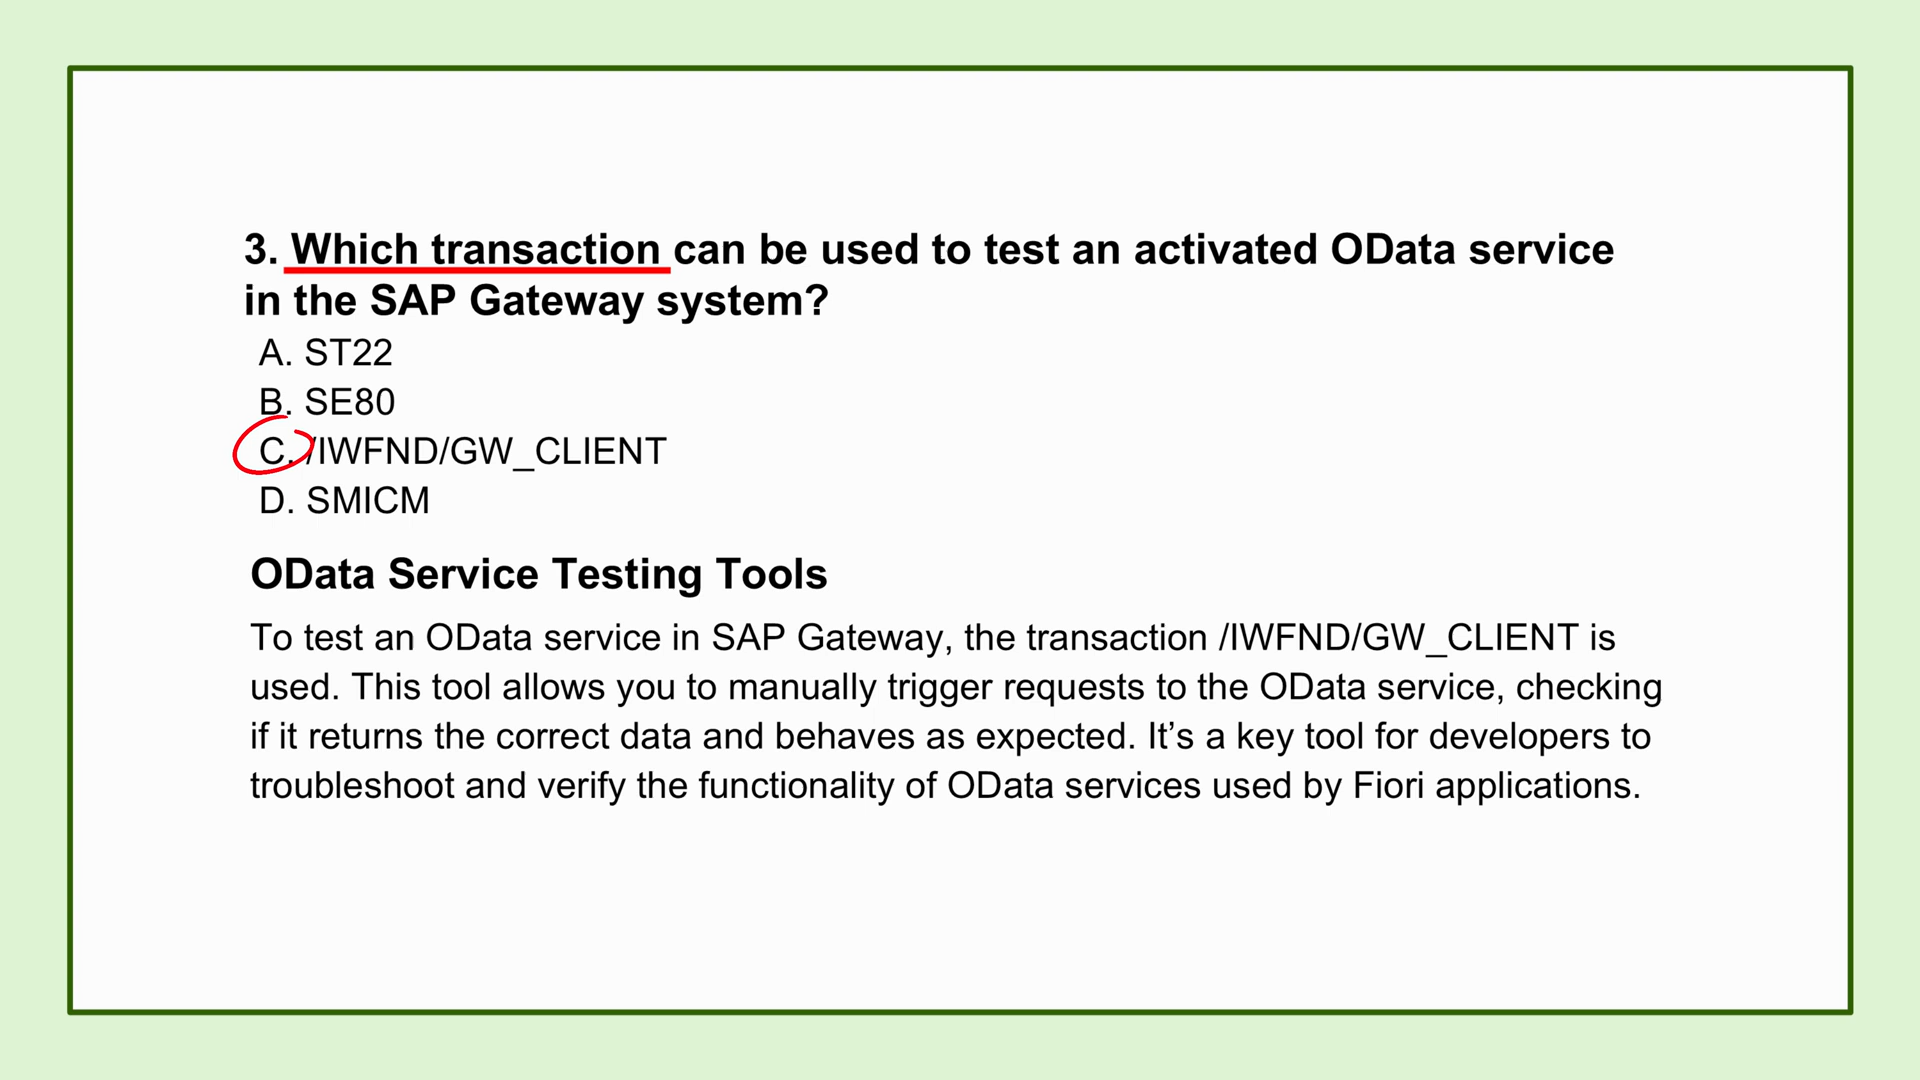 3. Which transaction can be used to test an activated OData service
in the SAP Gateway system?
A. ST22
B. SE80
C. /IWFND/GW_CLIENT
D. SMICM
OData Service Testing Tools
To test an OData service in SAP Gateway, the transaction /IWFND/GW_CLIENT is
used. This tool allows you to manually trigger requests to the OData service, checking
if it returns the correct data and behaves as expected. It’s a key tool for developers to
troubleshoot and verify the functionality of OData services used by Fiori applications.